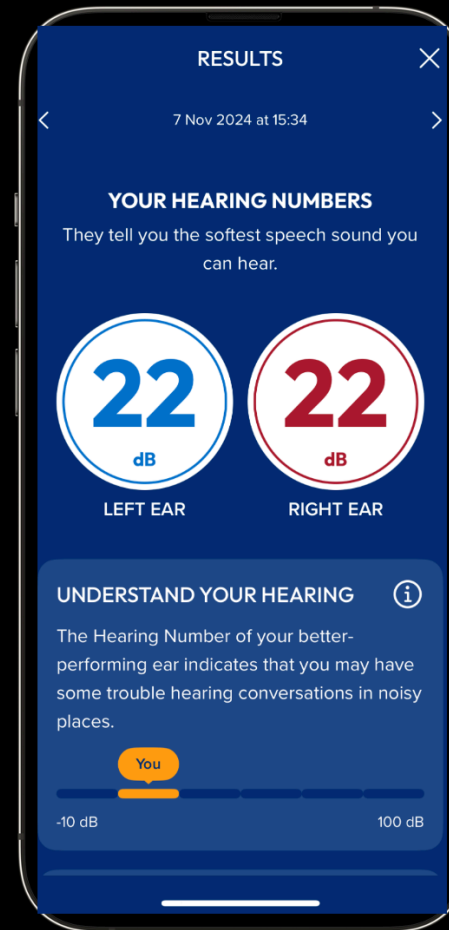 RESULTS
7 Nov 2024 at 15:34
YOUR HEARING NUMBERS
They tell you the softest speech sound you
can hear.
22
dB
LEFT EAR
22
dB
RIGHT EAR
UNDERSTAND YOUR HEARING
The Hearing Number of your better-
performing ear indicates that you may have
some trouble hearing conversations in noisy
places.
You
-10 dB
100 dB